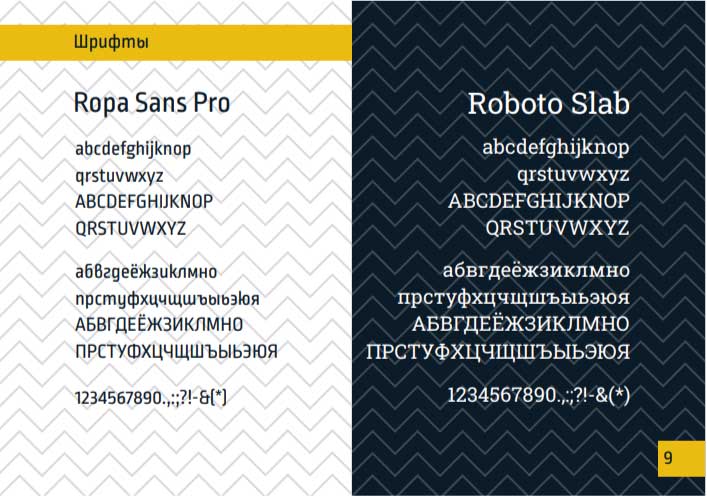 Шрифты
Ropa Sans Pro
abcdefghijknop
qrstuvwxyz
ABCDEFGHIJKNOP
QRSTUVWXYZ
абвгдеёжзиклмно
прстуфхцчщшъыьэюя
АБВГДЕЁЖЗИКЛМНО
ПРСТУФХЦЧЩШЪЫЬЭЮЯ
1234567890.,:;?!-&(*)
Roboto Slab
abcdefghijknop
qrstuvwxyz
ABCDEFGHIJKNOP
QRSTUVWXYZ
абвгдеёжзиклмно
прстуфхцчщшъыьэюя
АБВГДЕЁЖЗИКЛМНО
ПРСТУФХЦЧЩШЪЫЬЭЮЯ
1234567890.,:;?!-&(*)
9